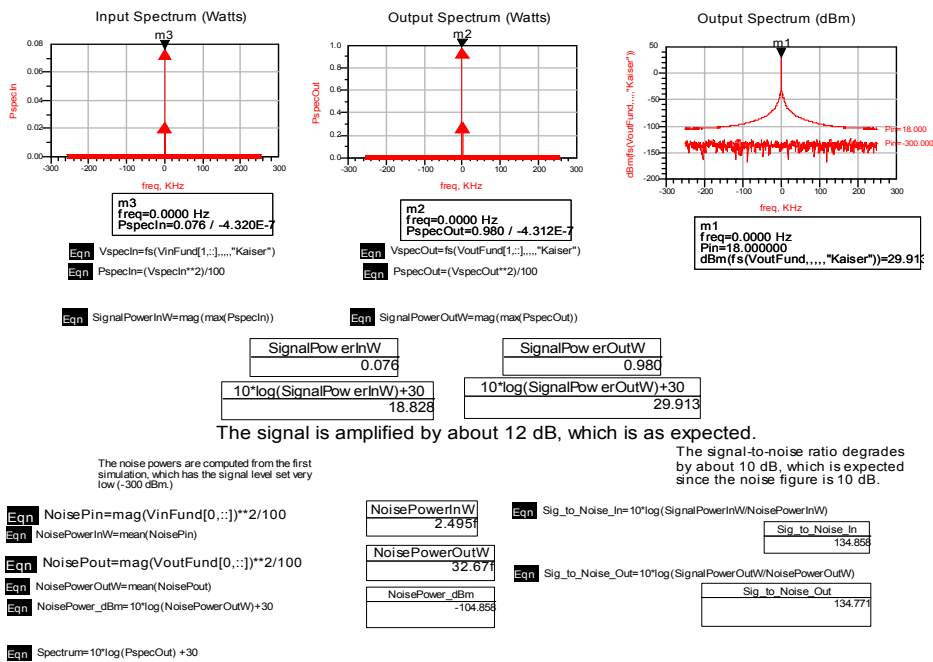 Input Spectrum (Watts)
m3
0.08
0.06
0.04
0.02
0.00
-300
-200
-100
0
100
200
300
PspecIn
freq, KHz
m3
freq=0.0000 Hz
PspecIn=0.076 / -4.320E-7
Output Spectrum (Watts)
m2
1.0
0.8
0.6
0.4
0.2
0.0
-300
-200
-100
0
100
200
300
PspecOut
freq, KHz
m2
freq=0.0000 Hz
PspecOut=0.980 / -4.312E-7
Output Spectrum (dBm)
m1
50
0
-50
-100
-150
-200
-300
-200
-100
0
100
200
300
dBm(fs(VoutFund,,,,,"Kaiser"))
Pin=18.000
Pin=-300.000
freq, KHz
m1
freq=0.0000 Hz
Pin=18.000000
dBm(fs(VoutFund,,,,,"Kaiser"))=29.913
Eqn VspecIn=fs(VinFund[1,::],,,,,"Kaiser")
Eqn VspecOut=fs(VoutFund[1,::],,,,,"Kaiser")
Eqn PspecIn=(VspecIn**2)/100
Eqn PspecOut=(VspecOut**2)/100
Eqn SignalPowerInW=mag(max(PspecIn))
Eqn SignalPowerOutW=mag(max(PspecOut))
SignalPowerInW
0.076
SignalPowerOutW
0.980
10*log(SignalPowerInW)+30
18.828
10*log(SignalPowerOutW)+30
29.913
The signal is amplified by about 12 dB, which is as expected.
The noise powers are computed from the first
simulation, which has the signal level set very
low (-300 dBm.)
The signal-to-noise ratio degrades
by about 10 dB, which is expected
since the noise figure is 10 dB.
Eqn NoisePin=mag(VinFund[0,::])**2/100
Eqn NoisePowerInW=mean(NoisePin)
NoisePowerInW
2.495f
Eqn Sig_to_Noise_In=10*log(SignalPowerInW/NoisePowerInW)
Sig_to_Noise_In
134.858
Eqn NoisePout=mag(VoutFund[0,::])**2/100
NoisePowerOutW
32.67f
Eqn Sig_to_Noise_Out=10*log(SignalPowerOutW/NoisePowerOutW)
Eqn NoisePowerOutW=mean(NoisePout)
Sig_to_Noise_Out
134.771
Eqn NoisePower_dBm=10*log(NoisePowerOutW)+30
NoisePower_dBm
-104.858
Eqn Spectrum=10*log(PspecOut) +30